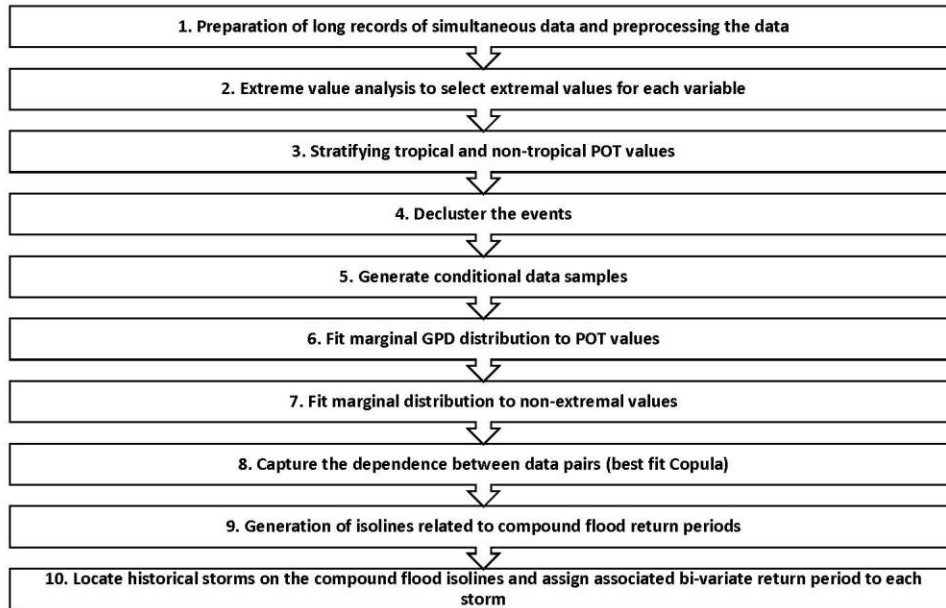 1. Preparation of long records of simultaneous data and preprocessing the data
2. Extreme value analysis to select extremal values for each variable
3. Stratifying tropical and non-tropical POT values
4. Decluster the events
5. Generate conditional data samples
6. Fit marginal GPD distribution to POT values
7. Fit marginal distribution to non-extremal values
8. Capture the dependence between data pairs (best fit Copula)
9. Generation of isolines related to compound flood return periods
10. Locate historical storms on the compound flood isolines and assign associated bi-variate return period to each
storm